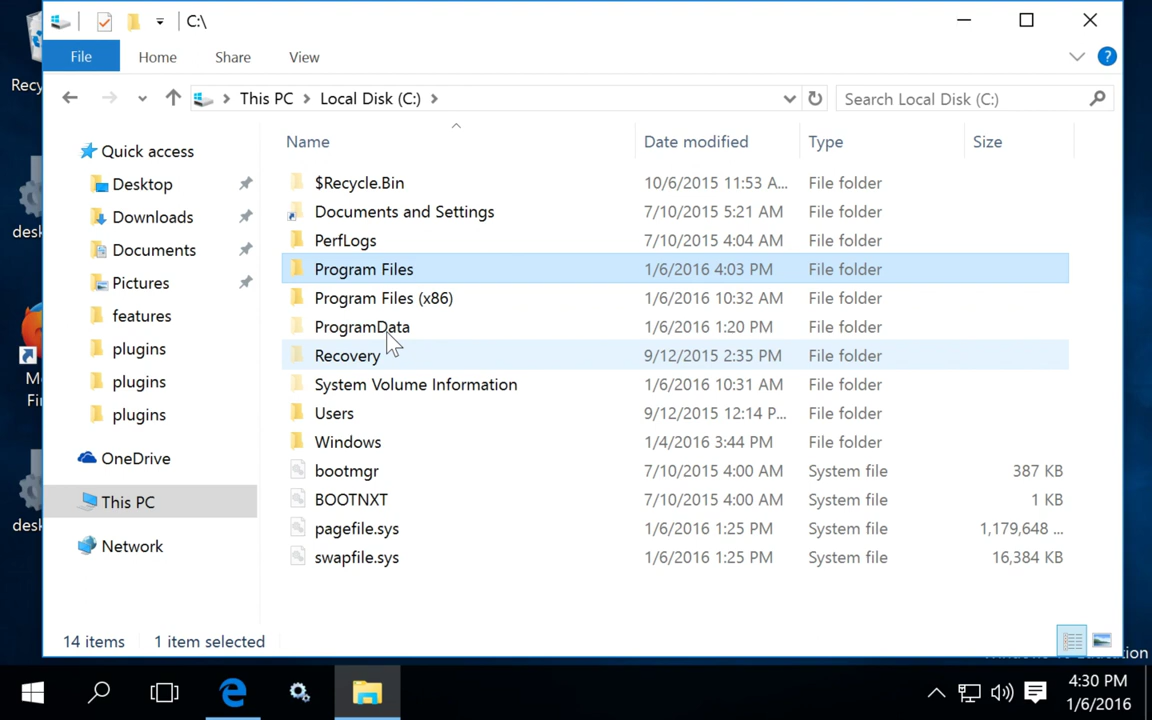 C:\
Recy
File Home Share View
This PC Local Disk (C:) Search Local Disk (C:)
Name Date modified Type Size
Quick access
Desktop
Downloads
Documents
Pictures
features
plugins
plugins
plugins
OneDrive
This PC
Network
$Recycle.Bin 10/6/2015 11:53 A... File folder
Documents and Settings 7/10/2015 5:21 AM File folder
PerfLogs 7/10/2015 4:04 AM File folder
Program Files 1/6/2016 4:03 PM File folder
Program Files (x86) 1/6/2016 10:32 AM File folder
ProgramData 1/6/2016 1:20 PM File folder
Recovery 9/12/2015 2:35 PM File folder
System Volume Information 1/6/2016 10:31 AM File folder
Users 9/12/2015 12:14 P... File folder
Windows 1/4/2016 3:44 PM File folder
bootmgr 7/10/2015 4:00 AM System file 387 KB
BOOTNXT 7/10/2015 4:00 AM System file 1 KB
pagefile.sys 1/6/2016 1:25 PM System file 1,179,648 ...
swapfile.sys 1/6/2016 1:25 PM System file 16,384 KB
desk
M
Fir
desk
14 items 1 item selected
4:30 PM
1/6/2016